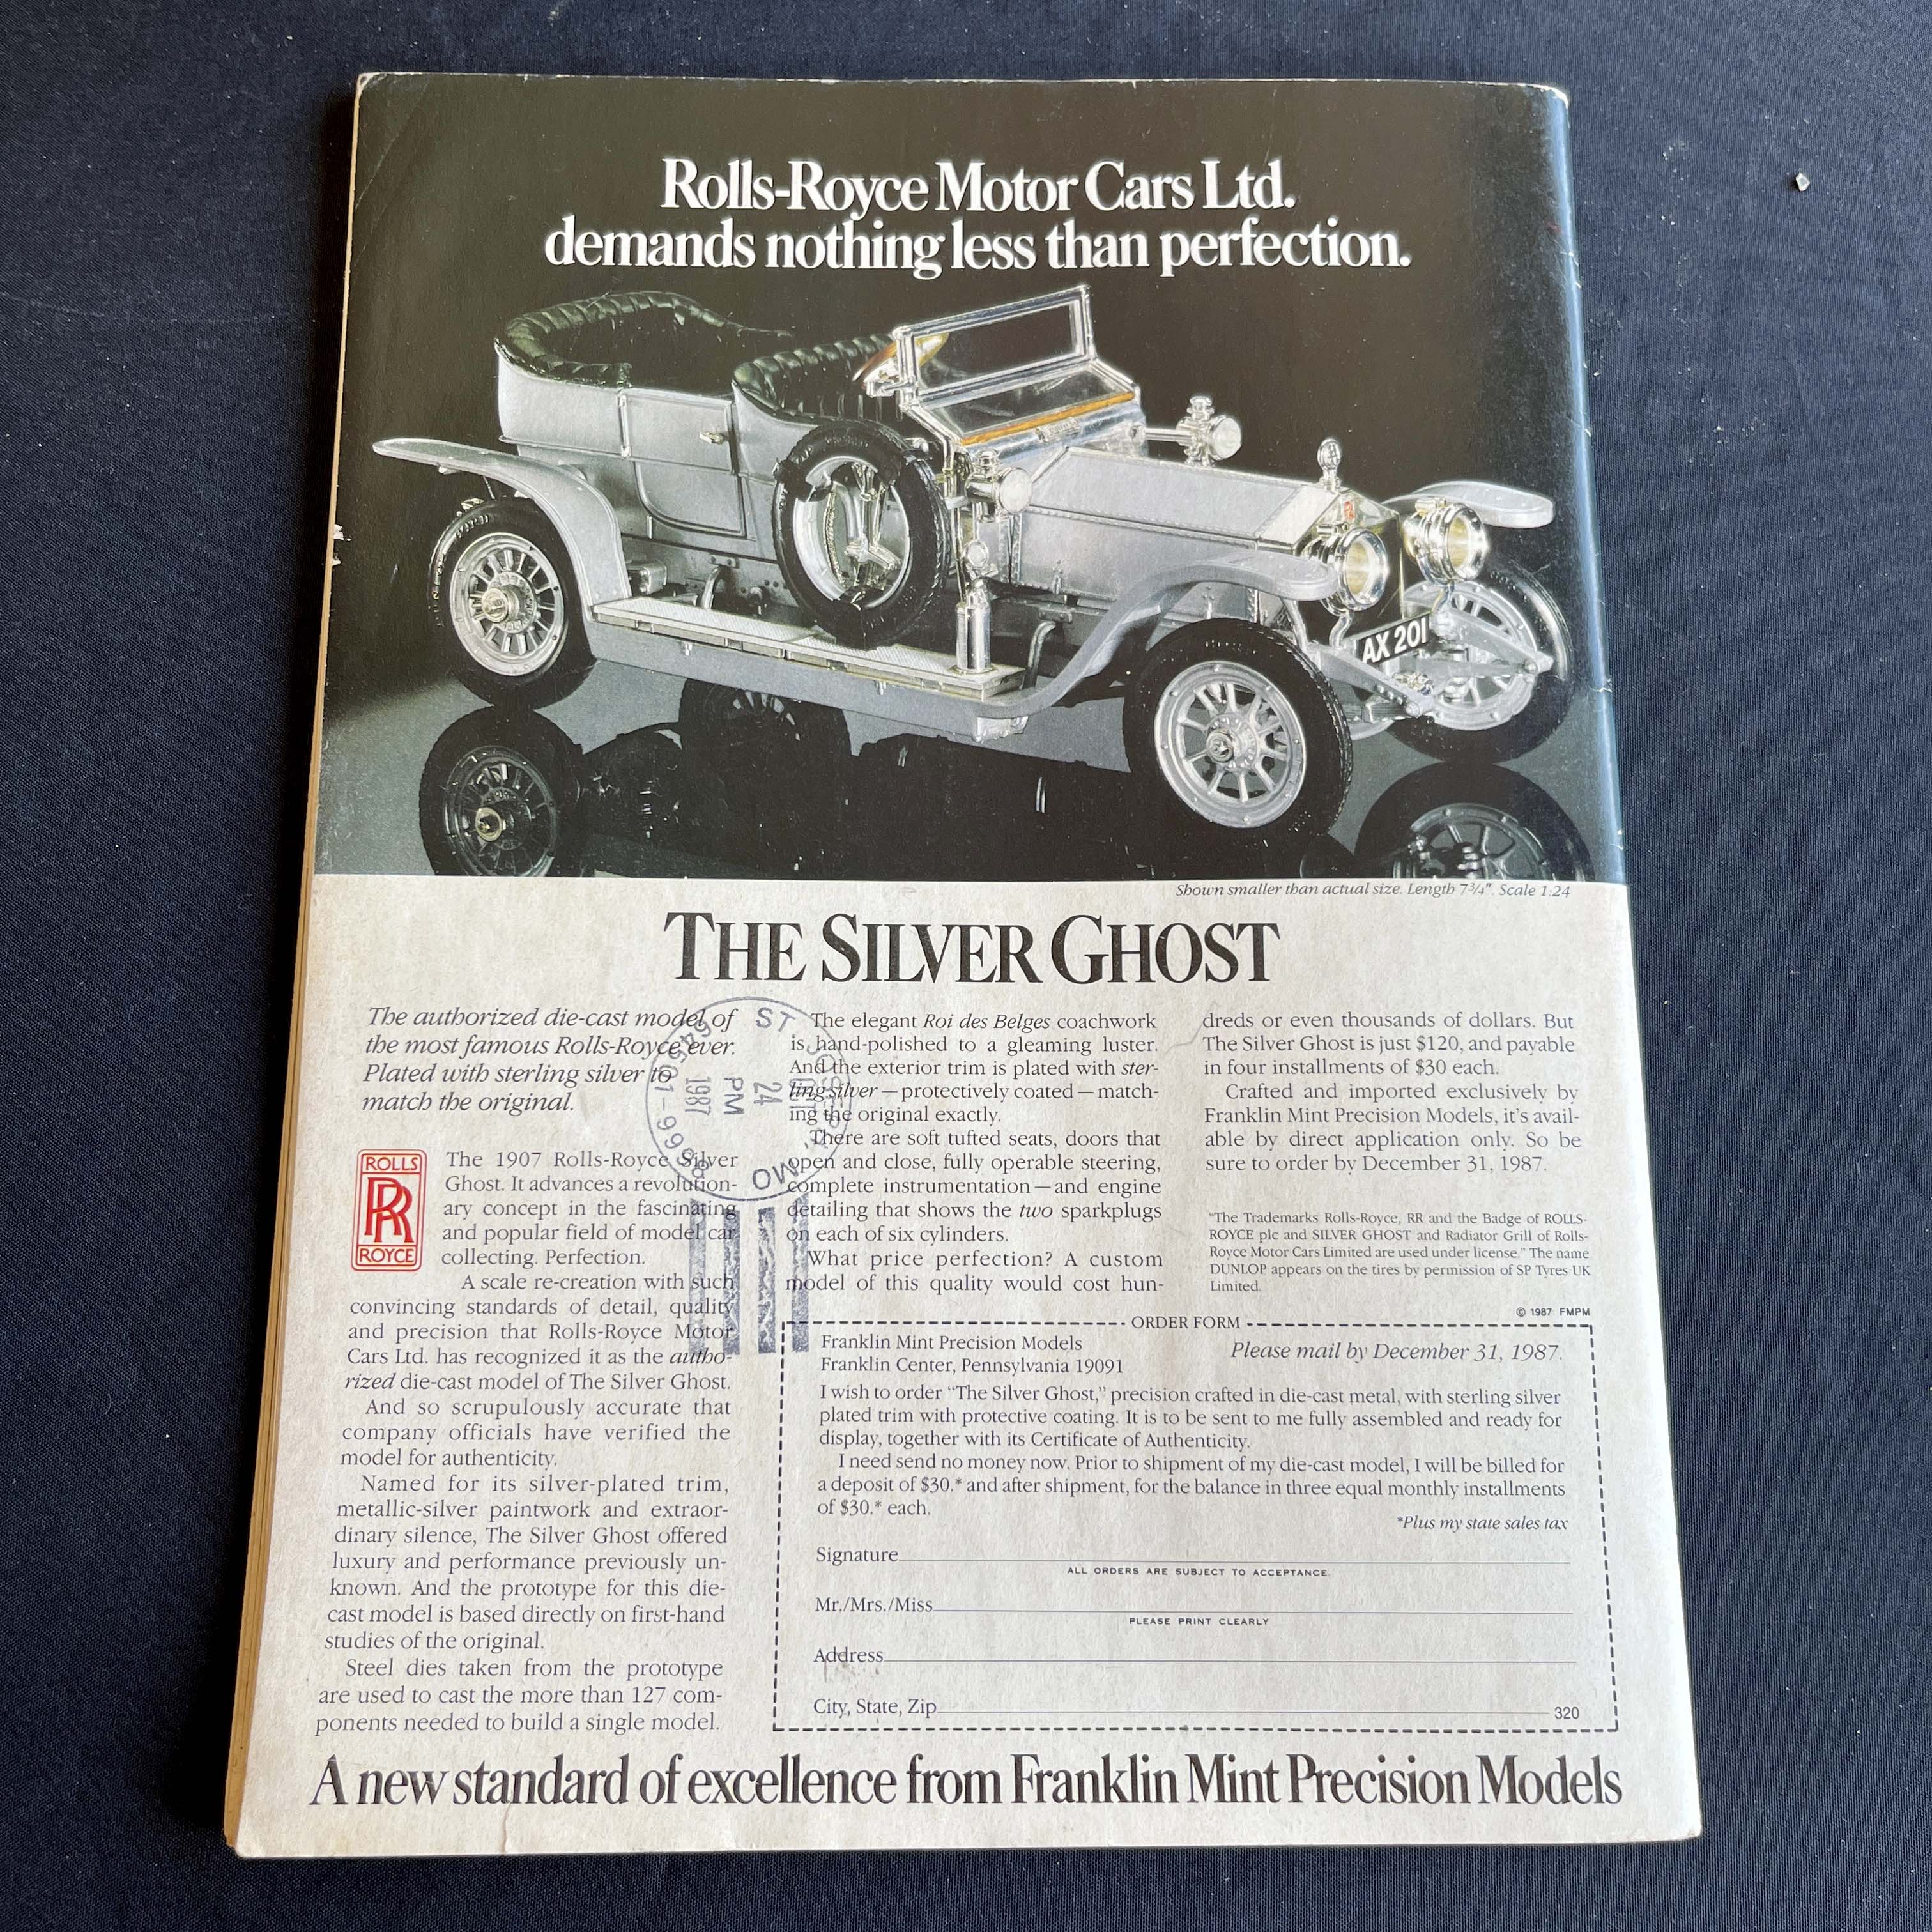 Rolls-Royce Motor Cars Ltd.
demands nothing less than perfection.
AX 201
Shown smaller than actual size. Length 7 3/4". Scale 1:24
THE SILVER GHOST
The authorized die-cast model of
the most famous Rolls-Royce ever.
Plated with sterling silver to
match the original.
ROLLS
RR
ROYCE
The 1907 Rolls-Royce Silver
Ghost. It advances a revolution-
ary concept in the fascinating
and popular field of model car
collecting. Perfection.
A scale re-creation with such
convincing standards of detail, quality
and precision that Rolls-Royce Motor
Cars Ltd. has recognized it as the autho-
rized die-cast model of The Silver Ghost.
And so scrupulously accurate that
company officials have verified the
model for authenticity.
Named for its silver-plated trim,
metallic-silver paintwork and extraor-
dinary silence, The Silver Ghost offered
luxury and performance previously un-
known. And the prototype for this die-
cast model is based directly on first-hand
studies of the original.
Steel dies taken from the prototype
are used to cast the more than 127 com-
ponents needed to build a single model.
The elegant Roi des Belges coachwork
is hand-polished to a gleaming luster.
And the exterior trim is plated with ster-
ling silver — protectively coated — match-
ing the original exactly.
There are soft tufted seats, doors that
open and close, fully operable steering,
complete instrumentation — and engine
detailing that shows the two sparkplugs
on each of six cylinders.
What price perfection? A custom
model of this quality would cost hun-
dreds or even thousands of dollars. But
The Silver Ghost is just $120, and payable
in four installments of $30 each.
Crafted and imported exclusively by
Franklin Mint Precision Models, it's avail-
able by direct application only. So be
sure to order by December 31, 1987.
"The Trademarks Rolls-Royce, RR and the Badge of ROLLS-
ROYCE plc and SILVER GHOST and Radiator Grill of Rolls-
Royce Motor Cars Limited are used under license." The name
DUNLOP appears on the tires by permission of SP Tyres UK
Limited.
© 1987 FMPM
ST JOSEPH, MO
OCT
24
PM
1987
ORDER FORM
Franklin Mint Precision Models
Franklin Center, Pennsylvania 19091
Please mail by December 31, 1987.
I wish to order "The Silver Ghost," precision crafted in die-cast metal, with sterling silver
plated trim with protective coating. It is to be sent to me fully assembled and ready for
display, together with its Certificate of Authenticity.
I need send no money now. Prior to shipment of my die-cast model, I will be billed for
a deposit of $30.* and after shipment, for the balance in three equal monthly installments
of $30.* each.
*Plus my state sales tax
Signature
ALL ORDERS ARE SUBJECT TO ACCEPTANCE.
Mr./Mrs./Miss
PLEASE PRINT CLEARLY
Address
City, State, Zip
320
A new standard of excellence from Franklin Mint Precision Models